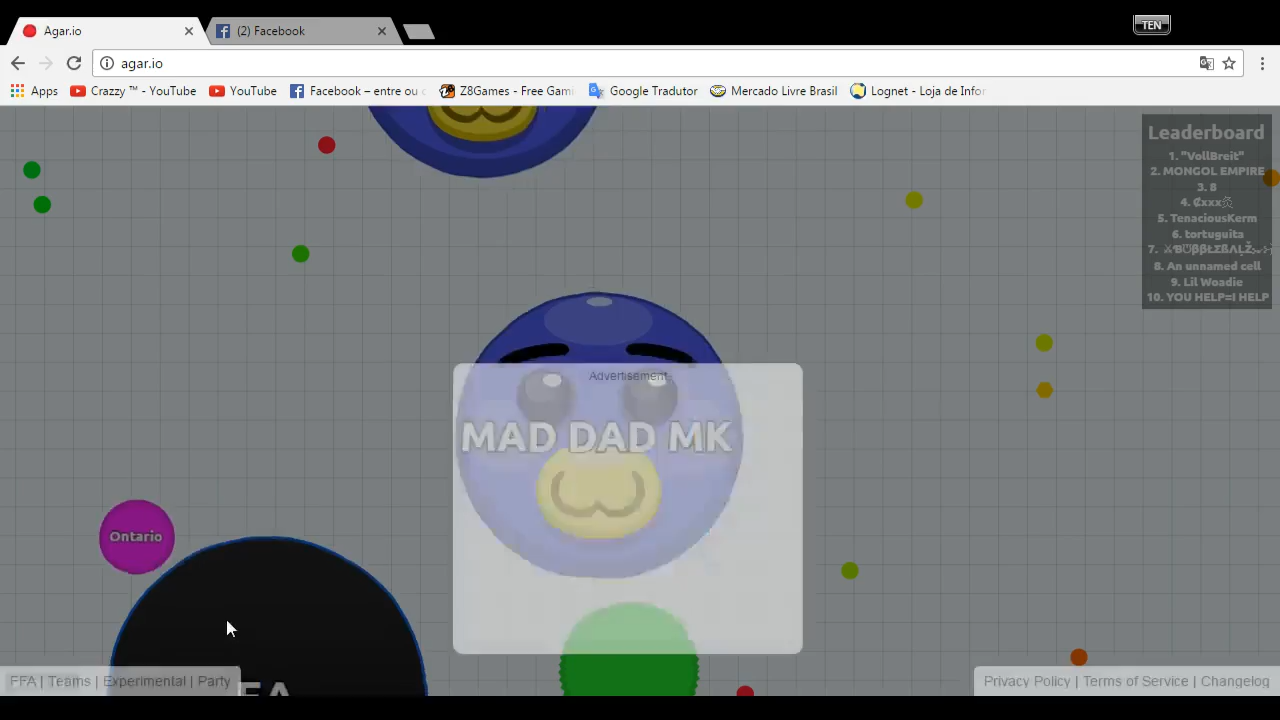 Agar.io
(2) Facebook
TEN
agar.io
Apps
Crazzy ™ - YouTube
YouTube
Facebook – entre ou c
Z8Games - Free Gami
Google Tradutor
Mercado Livre Brasil
Lognet - Loja de Infor
Leaderboard
1. "VollBreit"
2. MONGOL EMPIRE
3. 8
4.
5. TenaciousKerm
6. tortuguita
7.
8. An unnamed cell
9. Lil Woadie
10. YOU HELP=I HELP
Advertisement
MAD DAD MK
Ontario
FFA | Teams | Experimental | Party
Privacy Policy | Terms of Service | Changelog